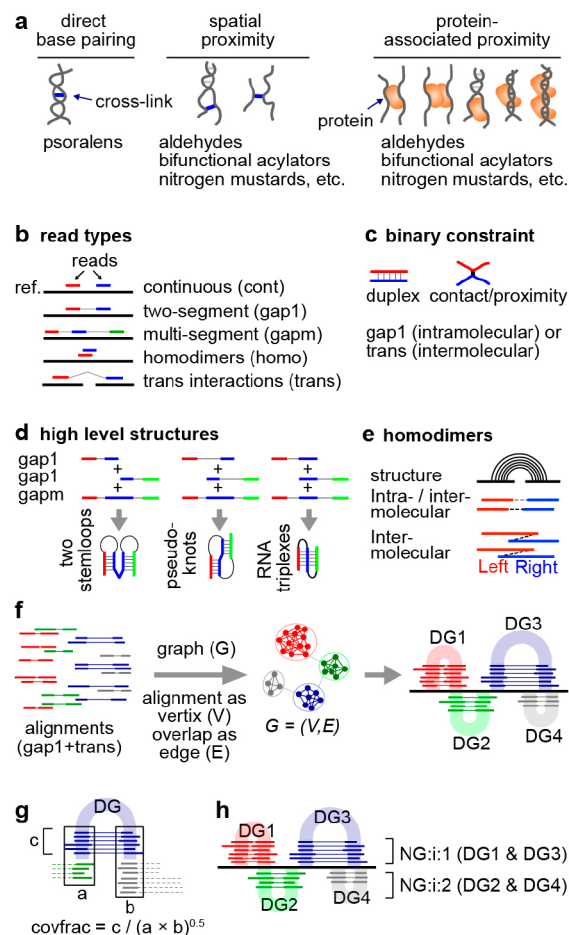 a
direct
base pairing
spatial
proximity
protein-
associated proximity
cross-link
protein
psoralens
aldehydes
bifunctional acylators
nitrogen mustards, etc.
aldehydes
bifunctional acylators
nitrogen mustards, etc.
b read types
reads
ref.
continuous (cont)
two-segment (gap1)
multi-segment (gapm)
homodimers (homo)
trans interactions (trans)
c binary constraint
duplex
contact/proximity
gap1 (intramolecular) or
trans (intermolecular)
d high level structures
gap1
+ + +
gap1
+ + +
gapm
two
stemloops
pseudo-
knots
RNA
triplexes
e homodimers
structure
Intra- / inter-
molecular
Inter-
molecular
Left Right
f
alignments
(gap1+trans)
graph (G)
alignment as
vertix (V)
overlap as
edge (E)
G = (V,E)
DG1
DG3
DG2
DG4
g
DG
c
a
b
covfrac = c / (a × b)0.5
h
DG1
DG3
DG2
DG4
NG:i:1 (DG1 & DG3)
NG:i:2 (DG2 & DG4)